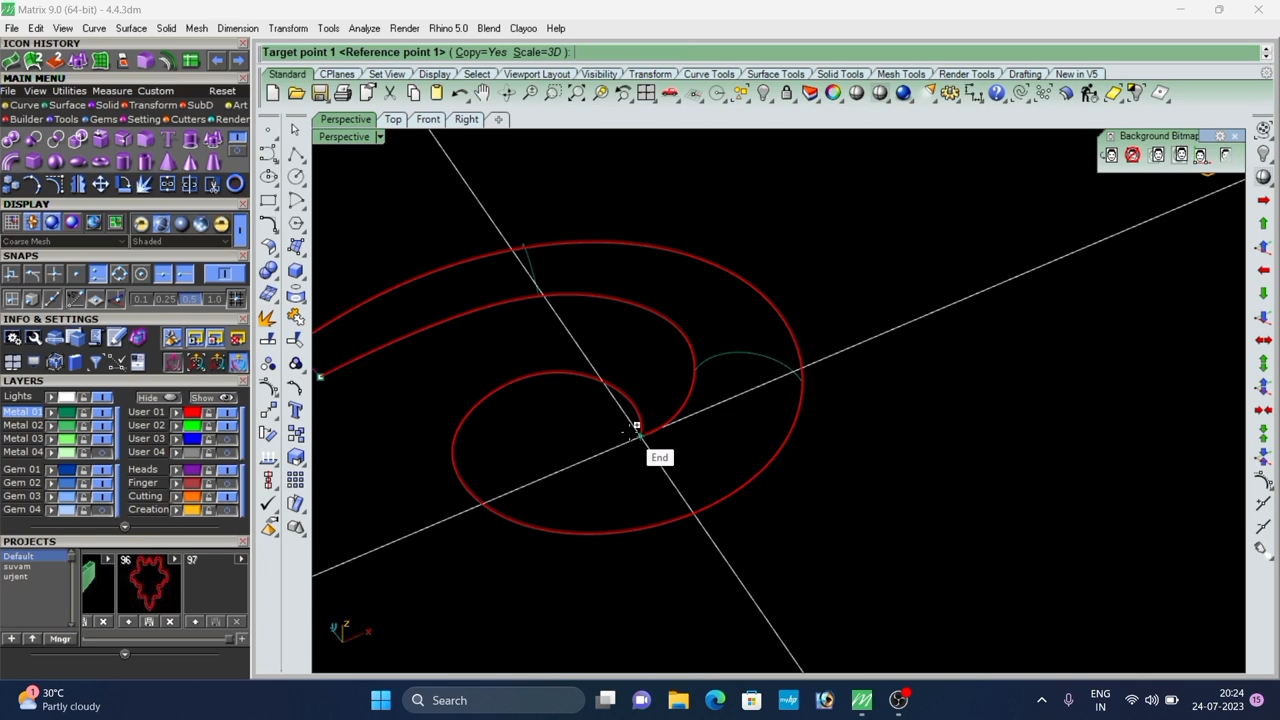 Matrix 9.0 (64-bit) - 4.4.3dm
File Edit View Curve Surface Solid Mesh Dimension Transform Tools Analyze Render Rhino 5.0 Blend Clayoo Help
ICON HISTORY
Target point 1 <Reference point 1> ( Copy=Yes Scale=3D ):
Standard CPlanes Set View Display Select Viewport Layout Visibility Transform Curve Tools Surface Tools Solid Tools Mesh Tools Render Tools Drafting New in V5
MAIN MENU
File View Utilities Measure Custom Reset
Curve Surface Solid Transform SubD Art
Builder Tools Gems Setting Cutters Render
Perspective Top Front Right
Perspective
Background Bitmap
DISPLAY
Coarse Mesh Shaded
SNAPS
0.1 0.25 0.5 1.0
INFO & SETTINGS
LAYERS
Lights Hide Show
Metal 01 User 01
Metal 02 User 02
Metal 03 User 03
Metal 04 User 04
Gem 01 Heads
Gem 02 Finger
Gem 03 Cutting
Gem 04 Creation
End
PROJECTS
Default
suvam
urjent
96
97
Mngr
z
y
x
1
30°C
Partly cloudy
Search
ENG
IN
20:24
24-07-2023
15